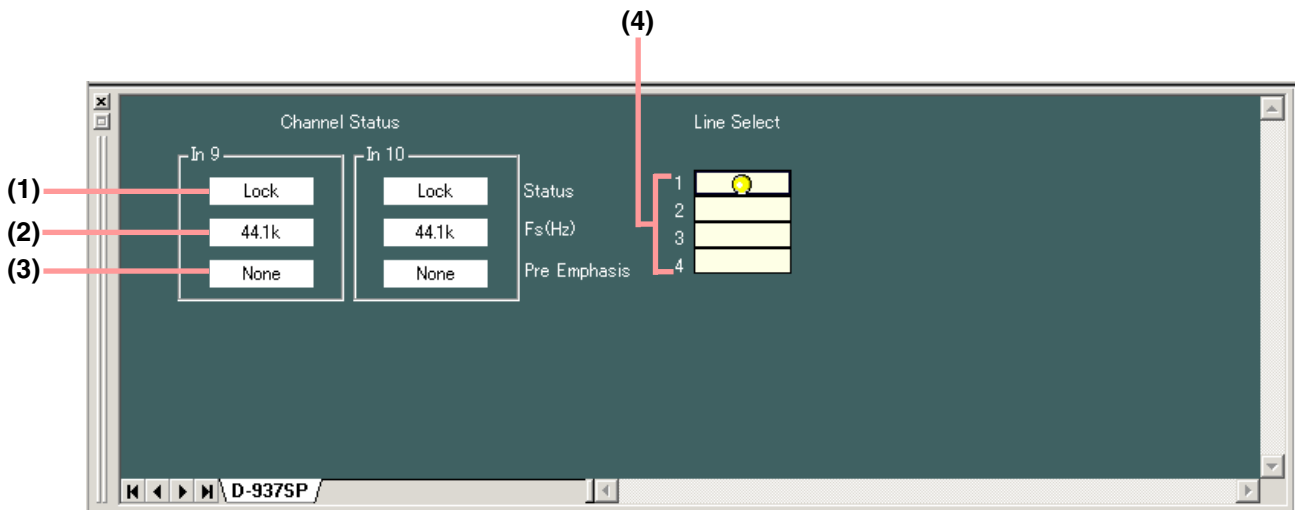 (4)
Channel Status
Line Select
In 9
In 10
(1)
Lock
Lock
Status
1
2
(2)
44.1k
44.1k
Fs(Hz)
3
(3)
None
None
Pre Emphasis
4
D-937SP